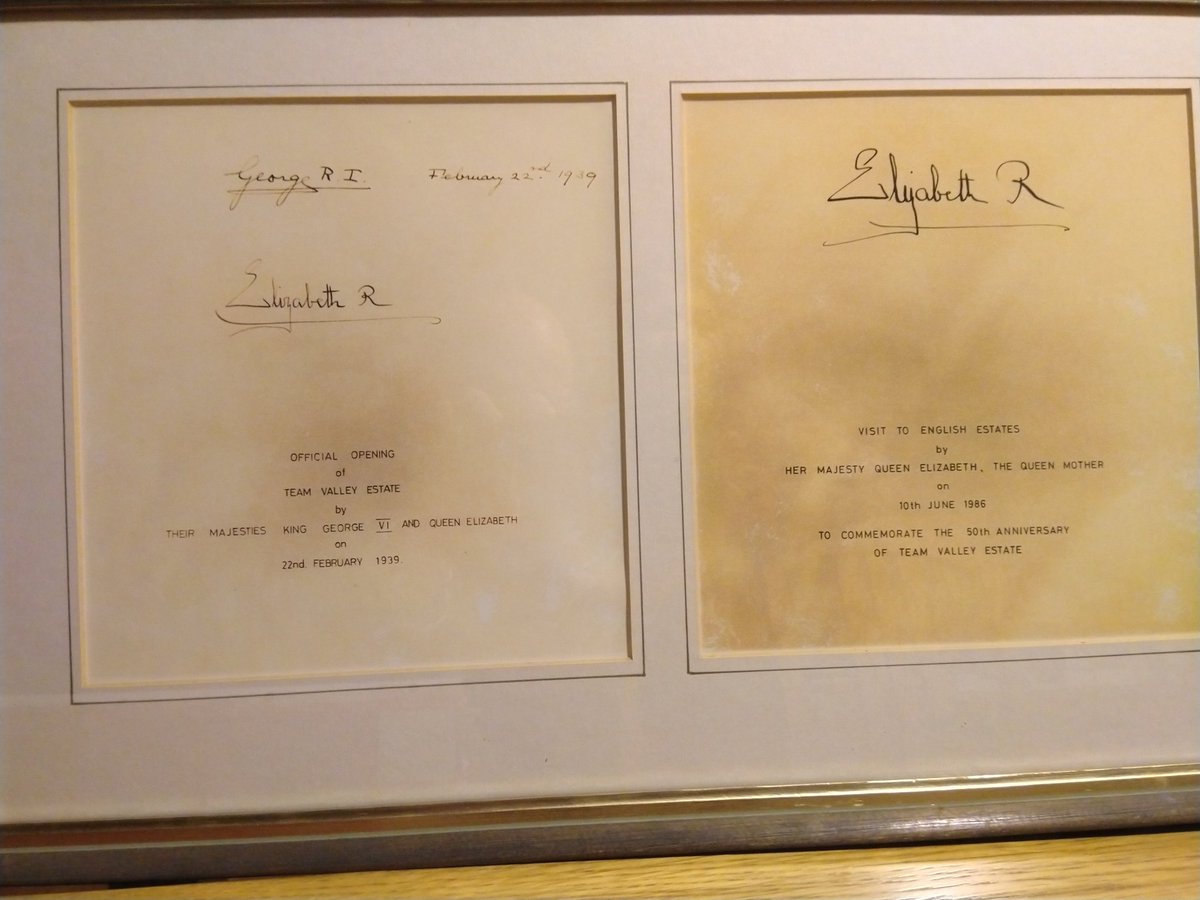 George R I. February 22nd. 1939
Elizabeth R
OFFICIAL OPENING
of
TEAM VALLEY ESTATE
by
THEIR MAJESTIES KING GEORGE VI AND QUEEN ELIZABETH
on
22nd. FEBRUARY 1939.
Elizabeth R
VISIT TO ENGLISH ESTATES
by
HER MAJESTY QUEEN ELIZABETH, THE QUEEN MOTHER
on
10th JUNE 1986
TO COMMEMORATE THE 50th ANNIVERSARY
OF TEAM VALLEY ESTATE